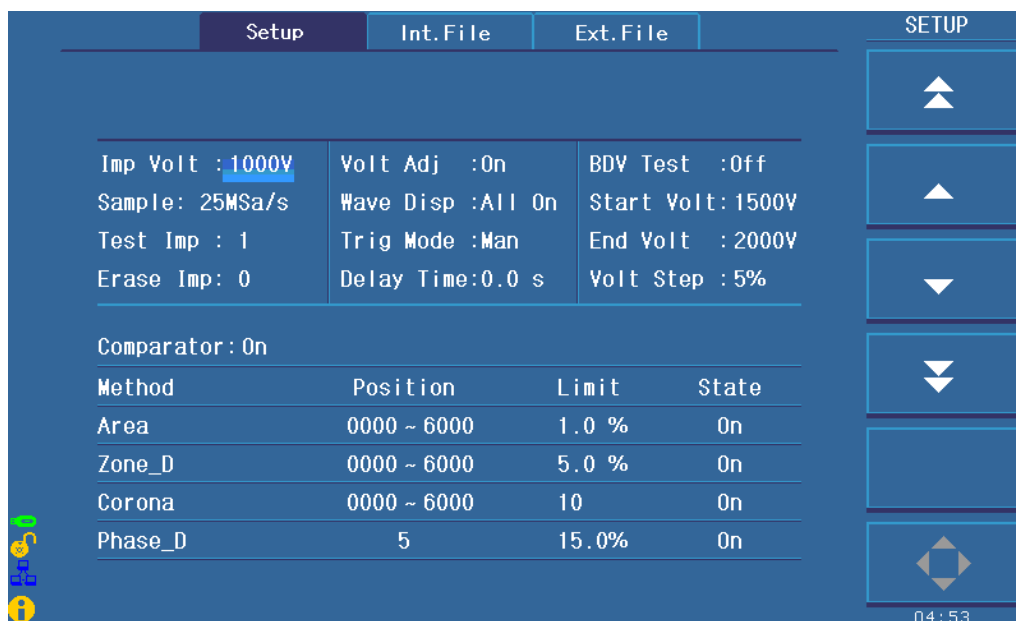 Setup Int.File Ext.File SETUP
Imp Volt :1000V Volt Adj :On BDV Test :Off
Sample: 25MSa/s Wave Disp :All On Start Volt:1500V
Test Imp : 1 Trig Mode :Man End Volt :2000V
Erase Imp: 0 Delay Time:0.0 s Volt Step :5%
Comparator:On
Method Position Limit State
Area 0000 ~ 6000 1.0 % On
Zone_D 0000 ~ 6000 5.0 % On
Corona 0000 ~ 6000 10 On
Phase_D 5 15.0% On
04:53